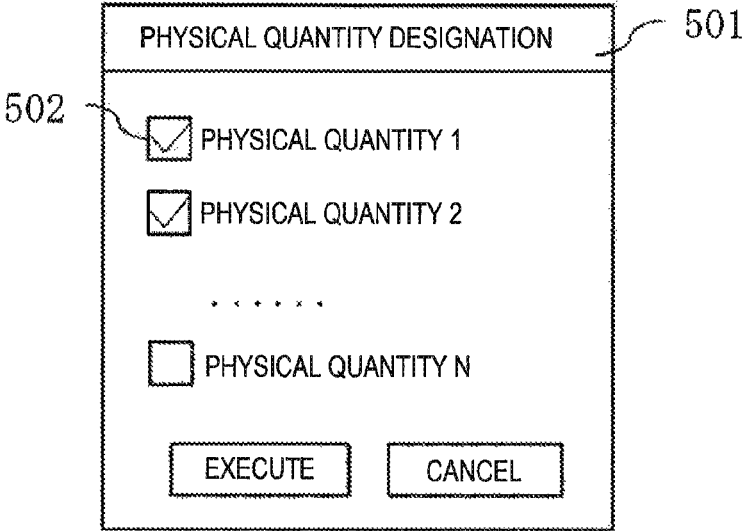 PHYSICAL QUANTITY DESIGNATION
501
502
PHYSICAL QUANTITY 1
PHYSICAL QUANTITY 2
......
PHYSICAL QUANTITY N
EXECUTE
CANCEL